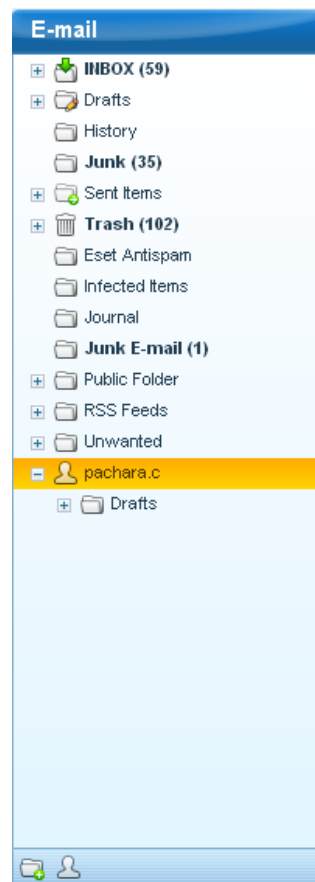 E-mail
INBOX (59)
Drafts
History
Junk (35)
Sent Items
Trash (102)
Eset Antispam
Infected Items
Journal
Junk E-mail (1)
Public Folder
RSS Feeds
Unwanted
pachara.c
Drafts